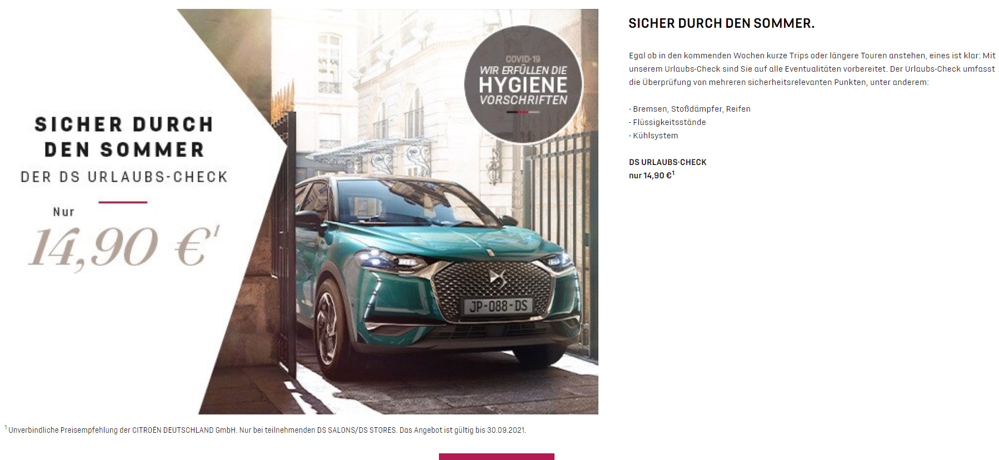 SICHER DURCH
DEN SOMMER
DER DS URLAUBS-CHECK
Nur
14,90 €¹
COVID-19
WIR ERFÜLLEN DIE
HYGIENE
VORSCHRIFTEN
JP-088-DS
SICHER DURCH DEN SOMMER.
Egal ob in den kommenden Wochen kurze Trips oder längere Touren anstehen, eines ist klar: Mit
unserem Urlaubs-Check sind Sie auf alle Eventualitäten vorbereitet. Der Urlaubs-Check umfasst
die Überprüfung von mehreren sicherheitsrelevanten Punkten, unter anderem:
- Bremsen, Stoßdämpfer, Reifen
- Flüssigkeitsstände
- Kühlsystem
DS URLAUBS-CHECK
nur 14,90 €¹
¹ Unverbindliche Preisempfehlung der CITROËN DEUTSCHLAND GmbH. Nur bei teilnehmenden DS SALONS/DS STORES. Das Angebot ist gültig bis 30.09.2021.